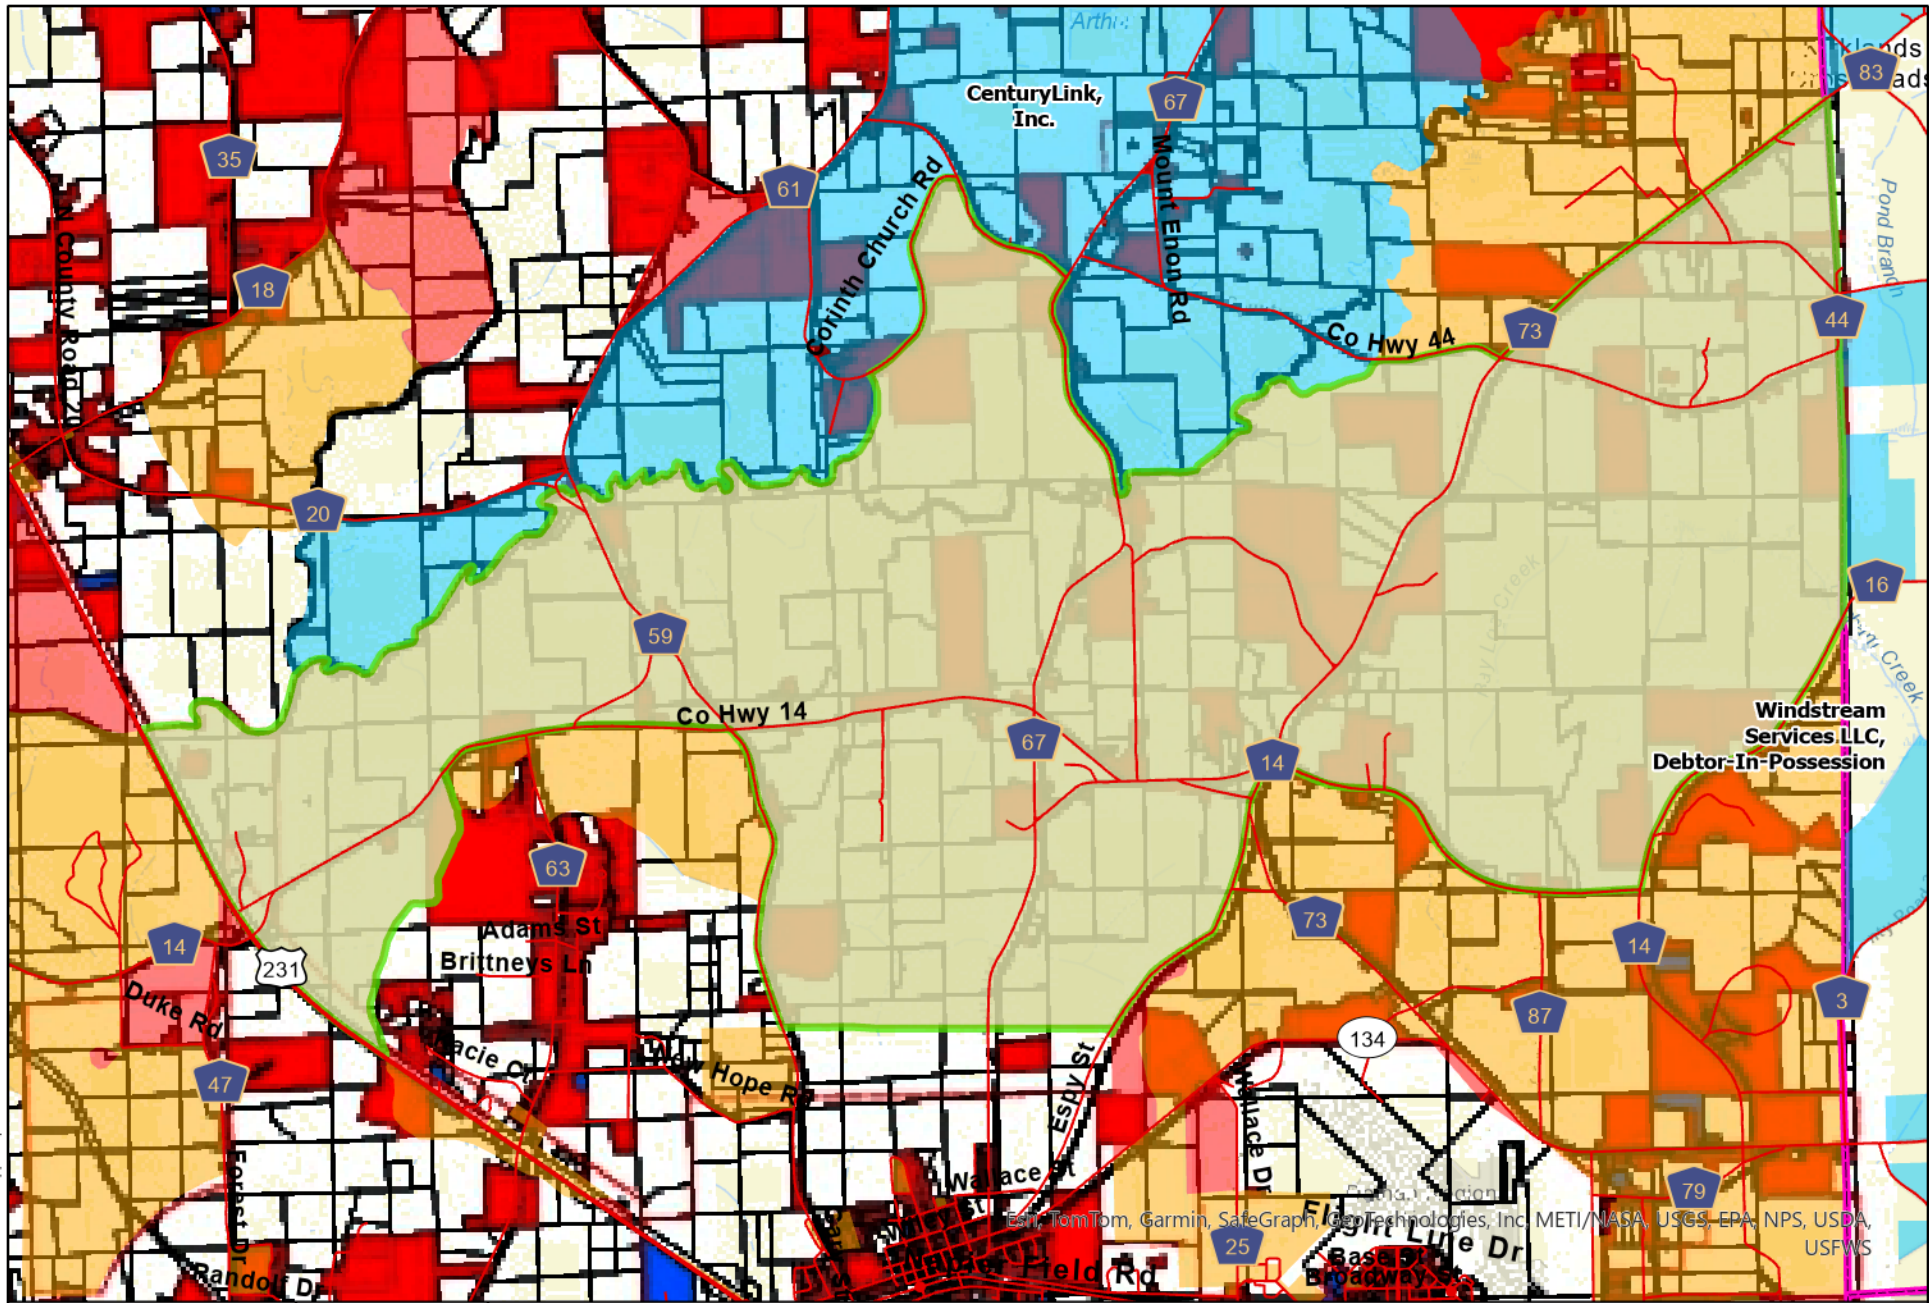 83
CenturyLink,
Inc.
67
35
61
Mount Enon Rd
Corinth Church Rd
N County Road 20
Pond Branch
18
73
44
Co Hwy 44
20
16
59
Co Hwy 14
67
14
Windstream
Services LLC,
Debtor-In-Possession
63
Adams St
Brittneys Ln
14
231
73
14
Duke Rd
87
3
134
47
New Hope Rd
Espy St
Wallace Dr
Wallace St
Forest Dr
79
Esri, TomTom, Garmin, SafeGraph, GeoTechnologies, Inc, METI/NASA, USGS, EPA, NPS, USDA,
USFWS
25
Base St
Broadway St
Randolf Dr
Field Rd